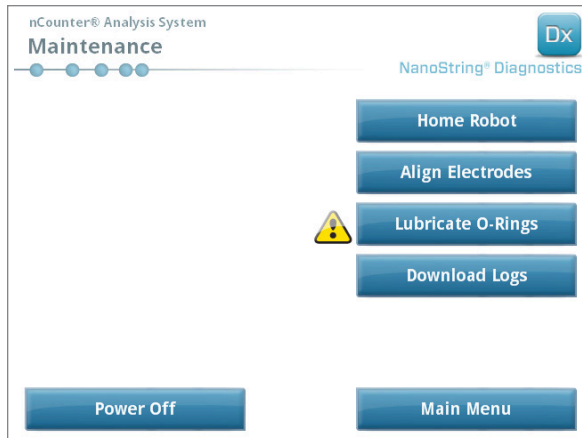 nCounter® Analysis System
Maintenance
Dx
NanoString® Diagnostics
Home Robot
Align Electrodes
Lubricate O-Rings
Download Logs
Power Off
Main Menu